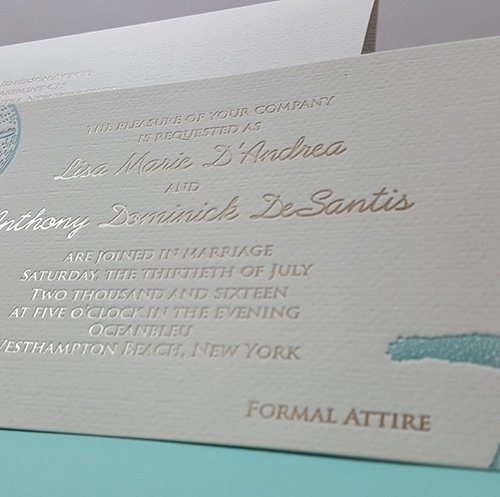 THE PLEASURE OF YOUR COMPANY
IS REQUESTED AS
Lisa Marie D'Andrea
AND
Anthony Dominick DeSantis
ARE JOINED IN MARRIAGE
SATURDAY, THE THIRTIETH OF JULY
TWO THOUSAND AND SIXTEEN
AT FIVE O'CLOCK IN THE EVENING
OCEANBLEU
WESTHAMPTON BEACH, NEW YORK
FORMAL ATTIRE